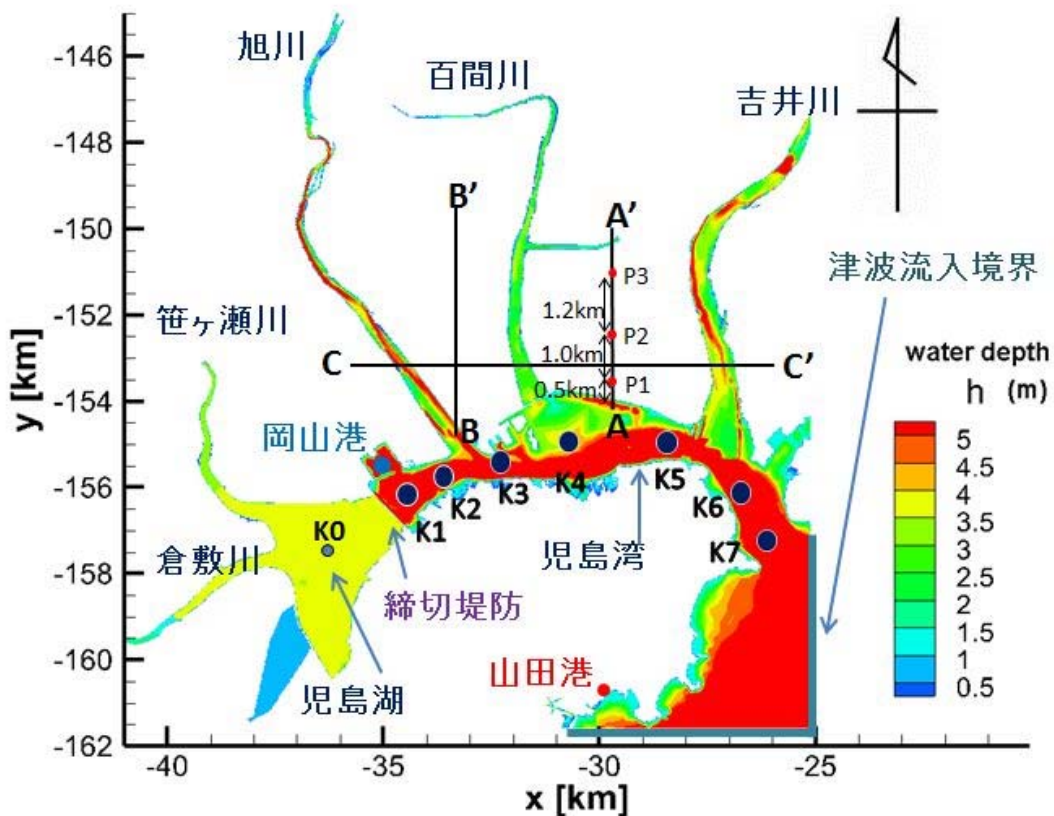 -146
-148
-150
-152
-154
-156
-158
-160
-162
y [km]
-40
-35
-30
-25
x [km]
旭川
百間川
吉井川
B’
A’
P3
1.2km
P2
1.0km
P1
0.5km
笹ヶ瀬川
C
C’
B
A
岡山港
K0
K1
K2
K3
K4
K5
K6
K7
倉敷川
締切堤防
児島湾
児島湖
山田港
津波流入境界
water depth
h (m)
5
4.5
4
3.5
3
2.5
2
1.5
1
0.5